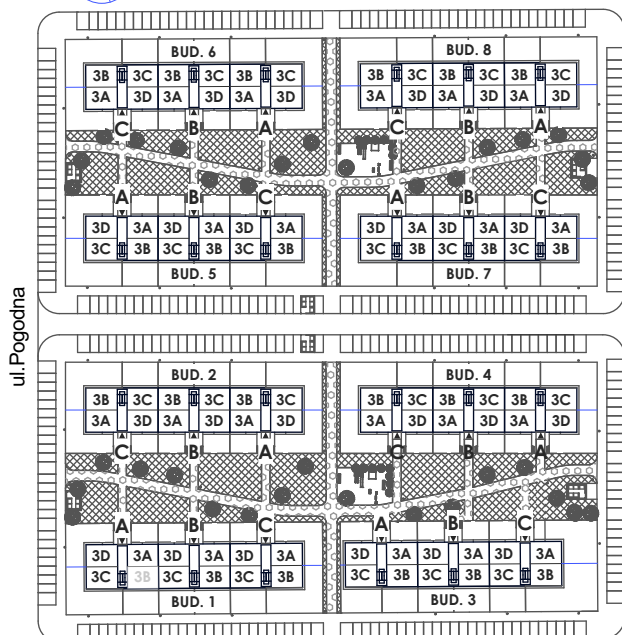 BUD. 6 BUD. 8
3B 3C 3B 3C 3B 3C 3B 3C 3B 3C 3B 3C
3A 3D 3A 3D 3A 3D 3A 3D 3A 3D 3A 3D
C B A C B A
A B C A B C
3D 3A 3D 3A 3D 3A 3D 3A 3D 3A 3D 3A
3C 3B 3C 3B 3C 3B 3C 3B 3C 3B 3C 3B
BUD. 5 BUD. 7
ul.Pogodna
BUD. 2 BUD. 4
3B 3C 3B 3C 3B 3C 3B 3C 3B 3C 3B 3C
3A 3D 3A 3D 3A 3D 3A 3D 3A 3D 3A 3D
C B A C B A
A B C A B C
3D 3A 3D 3A 3D 3A 3D 3A 3D 3A 3D 3A
3C 3B 3C 3B 3C 3B 3C 3B 3C 3B 3C 3B
BUD. 1 BUD. 3